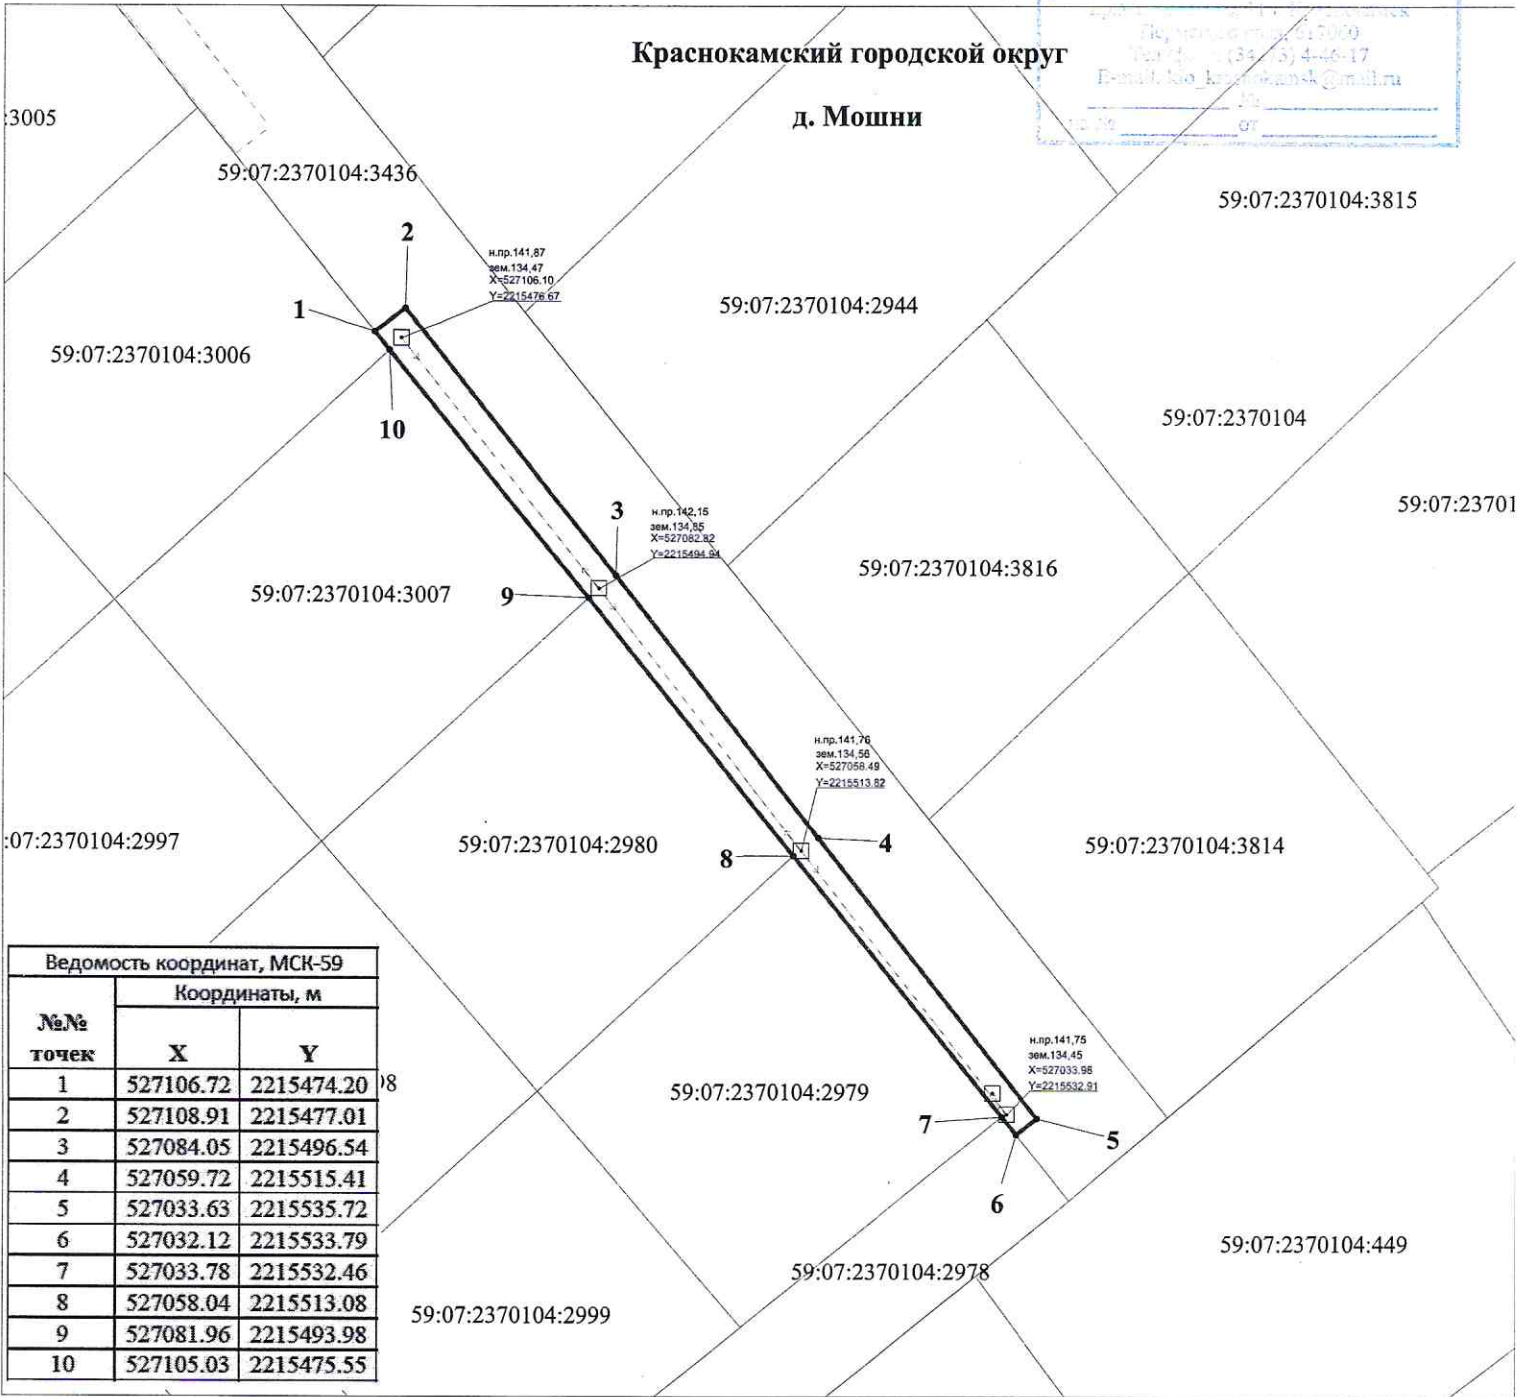 Краснокамский городской округ
E-mail: kio_krasnokamsk@mail.ru
№
от
д. Мошни
:3005
59:07:2370104:3436
59:07:2370104:3815
2
н.пр.141,87
зем.134,47
X=527106.10
Y=2215476.67
1
59:07:2370104:2944
59:07:2370104:3006
59:07:2370104
10
59:07:23701
3
н.пр.142,15
зем.134,85
X=527082.82
Y=2215494.94
59:07:2370104:3816
59:07:2370104:3007
9
н.пр.141,76
зем.134,56
X=527058.49
Y=2215513.82
:07:2370104:2997
59:07:2370104:2980
8
4
59:07:2370104:3814
н.пр.141,75
зем.134,45
X=527033.98
Y=2215532.91
59:07:2370104:2979
7
5
6
59:07:2370104:449
59:07:2370104:2978
59:07:2370104:2999
98
Ведомость координат, МСК-59
Координаты, м
№№ точек X Y
1 527106.72 2215474.20
2 527108.91 2215477.01
3 527084.05 2215496.54
4 527059.72 2215515.41
5 527033.63 2215535.72
6 527032.12 2215533.79
7 527033.78 2215532.46
8 527058.04 2215513.08
9 527081.96 2215493.98
10 527105.03 2215475.55